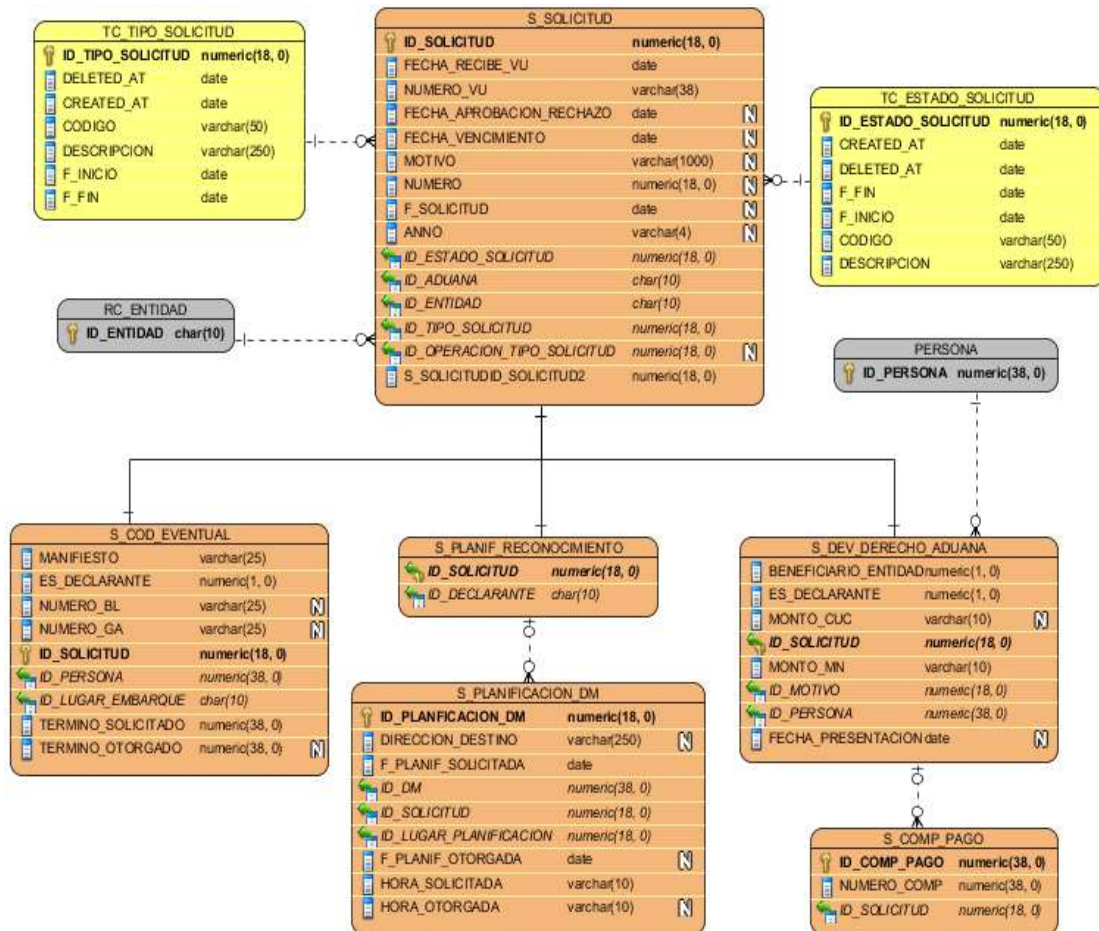 TC_TIPO_SOLICITUD
ID_TIPO_SOLICITUD numeric(18, 0)
DELETED_AT date
CREATED_AT date
CODIGO varchar(50)
DESCRIPCION varchar(250)
F_INICIO date
F_FIN date
S_SOLICITUD
ID_SOLICITUD numeric(18, 0)
FECHA_RECIBE_VU date
NUMERO_VU varchar(38)
FECHA_APROBACION_RECHAZO date N
FECHA_VENCIMIENTO date N
MOTIVO varchar(1000) N
NUMERO numeric(18, 0) N
F_SOLICITUD date N
ANNO varchar(4) N
ID_ESTADO_SOLICITUD numeric(18, 0)
ID_ADUANA char(10)
ID_ENTIDAD char(10)
ID_TIPO_SOLICITUD numeric(18, 0)
ID_OPERACION_TIPO_SOLICITUD numeric(18, 0) N
S_SOLICITUDID_SOLICITUD2 numeric(18, 0)
TC_ESTADO_SOLICITUD
ID_ESTADO_SOLICITUD numeric(18, 0)
CREATED_AT date
DELETED_AT date
F_FIN date
F_INICIO date
CODIGO varchar(50)
DESCRIPCION varchar(250)
RC_ENTIDAD
ID_ENTIDAD char(10)
PERSONA
ID_PERSONA numeric(38, 0)
S_COD_EVENTUAL
MANIFIESTO varchar(25)
ES_DECLARANTE numeric(1, 0)
NUMERO_BL varchar(25) N
NUMERO_GA varchar(25) N
ID_SOLICITUD numeric(18, 0)
ID_PERSONA numeric(38, 0)
ID_LUGAR_EMBARQUE char(10)
TERMINO_SOLICITADO numeric(38, 0)
TERMINO_OTORGADO numeric(38, 0) N
S_PLANIF_RECONOCIMIENTO
ID_SOLICITUD numeric(18, 0)
ID_DECLARANTE char(10)
S_DEV_DERECHO_ADUANA
BENEFICIARIO_ENTIDAD numeric(1, 0)
ES_DECLARANTE numeric(1, 0)
MONTO_CUC varchar(10) N
ID_SOLICITUD numeric(18, 0)
MONTO_MN varchar(10)
ID_MOTIVO numeric(18, 0)
ID_PERSONA numeric(38, 0)
FECHA_PRESENTACION date N
S_PLANIFICACION_DM
ID_PLANFICACION_DM numeric(18, 0)
DIRECCION_DESTINO varchar(250) N
F_PLANIF_SOLICITADA date
ID_DM numeric(38, 0)
ID_SOLICITUD numeric(18, 0)
ID_LUGAR_PLANIFICACION numeric(18, 0)
F_PLANIF_OTORGADA date N
HORA_SOLICITADA varchar(10)
HORA_OTORGADA varchar(10) N
S_COMP_PAGO
ID_COMP_PAGO numeric(38, 0)
NUMERO_COMP numeric(38, 0)
ID_SOLICITUD numeric(18, 0)